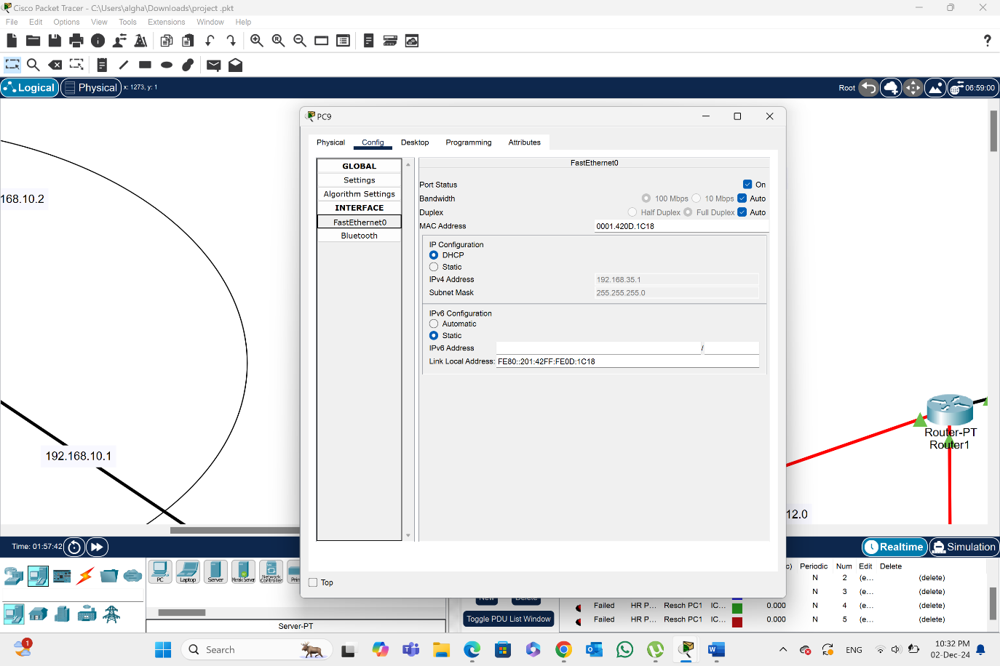 Cisco Packet Tracer - C:\Users\algha\Downloads\project .pkt
File Edit Options View Tools Extensions Window Help
Logical Physical x: 1273, y: 1
Root 06:59:00
168.10.2
192.168.10.1
PC9
Physical Config Desktop Programming Attributes
GLOBAL
Settings
Algorithm Settings
INTERFACE
FastEthernet0
Bluetooth
FastEthernet0
Port Status On
Bandwidth 100 Mbps 10 Mbps Auto
Duplex Half Duplex Full Duplex Auto
MAC Address 0001.420D.1C18
IP Configuration
DHCP
Static
IPv4 Address 192.168.35.1
Subnet Mask 255.255.255.0
IPv6 Configuration
Automatic
Static
IPv6 Address /
Link Local Address: FE80::201:42FF:FE0D:1C18
Top
Router-PT
Router1
12.0
Time: 01:57:42
Realtime Simulation
PC Laptop Server Meraki Server Network Controller Prin
Server-PT
New Delete
Toggle PDU List Window
c) Periodic Num Edit Delete
N 2 (e... (delete)
N 3 (e... (delete)
Failed HR P... Resch PC1 IC... 0.000 N 4 (e... (delete)
Failed HR P... Resch PC1 IC... 0.000 N 5 (e... (delete)
1
Search
ENG
10:32 PM
02-Dec-24